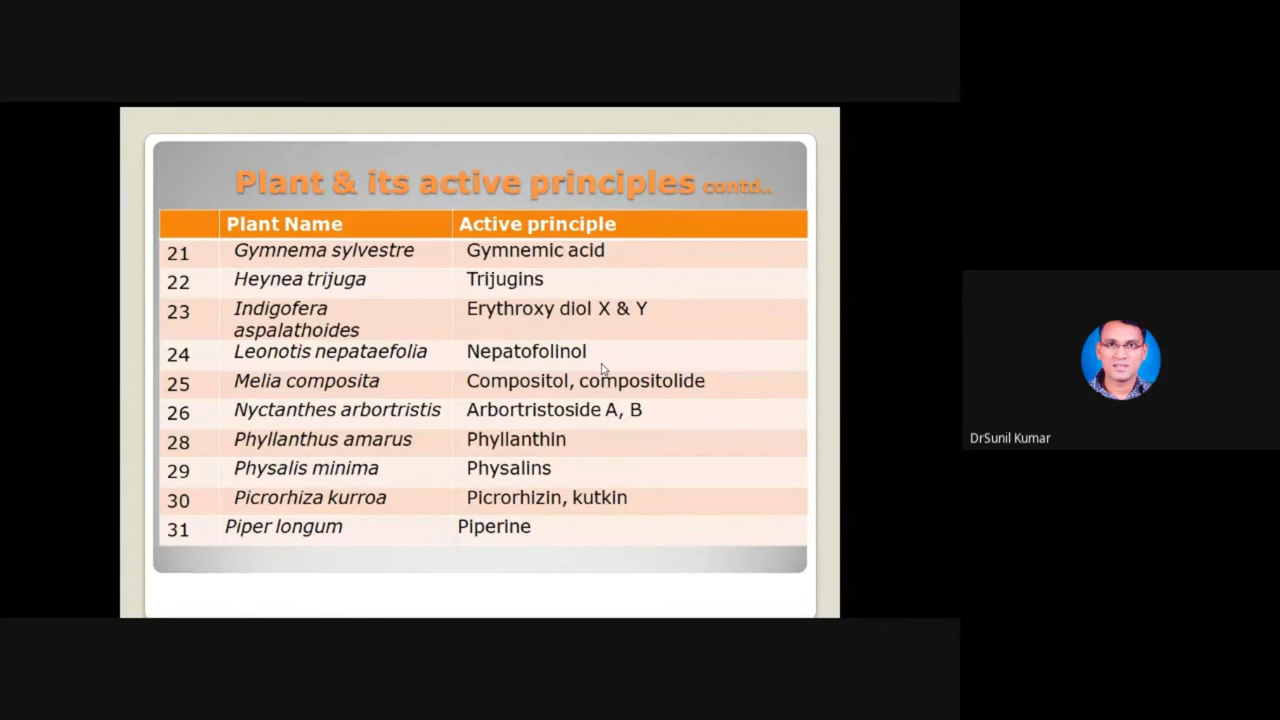 Plant & its active principles contd..
Plant Name Active principle
21 Gymnema sylvestre Gymnemic acid
22 Heynea trijuga Trijugins
23 Indigofera aspalathoides Erythroxy diol X & Y
24 Leonotis nepataefolia Nepatofolinol
25 Melia composita Compositol, compositolide
26 Nyctanthes arbortristis Arbortristoside A, B
28 Phyllanthus amarus Phyllanthin
29 Physalis minima Physalins
30 Picrorhiza kurroa Picrorhizin, kutkin
31 Piper longum Piperine
DrSunil Kumar